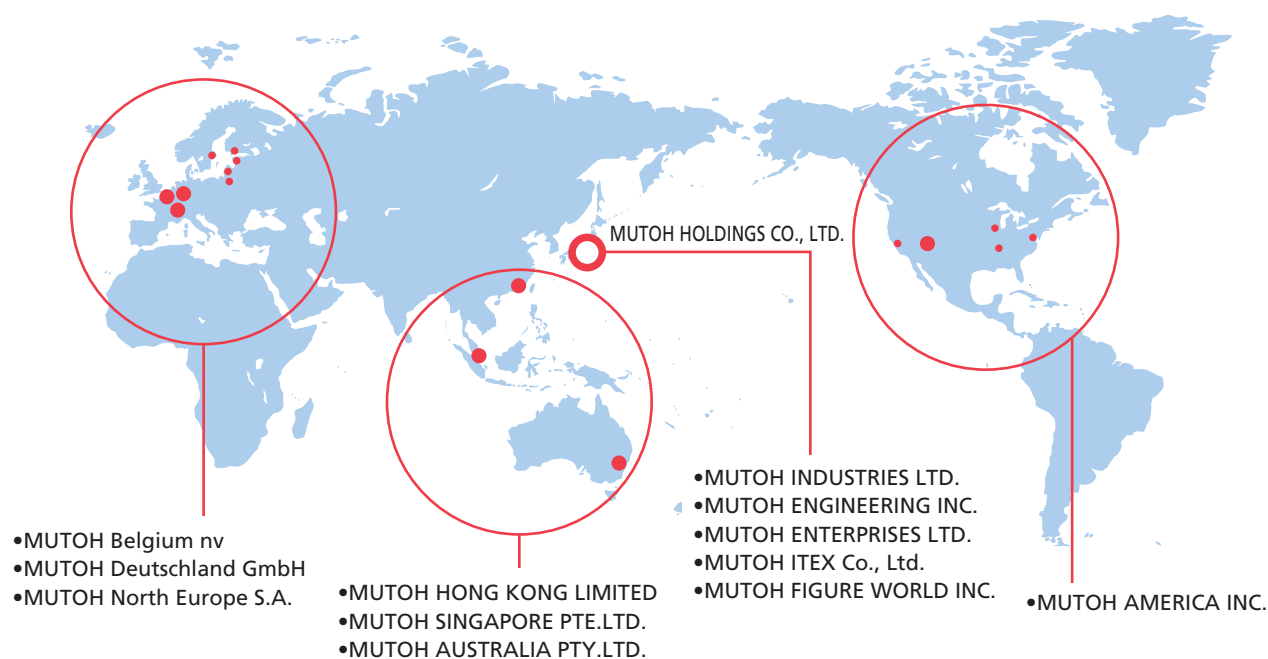 MUTOH HOLDINGS CO., LTD.
•MUTOH Belgium nv
•MUTOH Deutschland GmbH
•MUTOH North Europe S.A.
•MUTOH HONG KONG LIMITED
•MUTOH SINGAPORE PTE.LTD.
•MUTOH AUSTRALIA PTY.LTD.
•MUTOH INDUSTRIES LTD.
•MUTOH ENGINEERING INC.
•MUTOH ENTERPRISES LTD.
•MUTOH ITEX Co., Ltd.
•MUTOH FIGURE WORLD INC.
•MUTOH AMERICA INC.